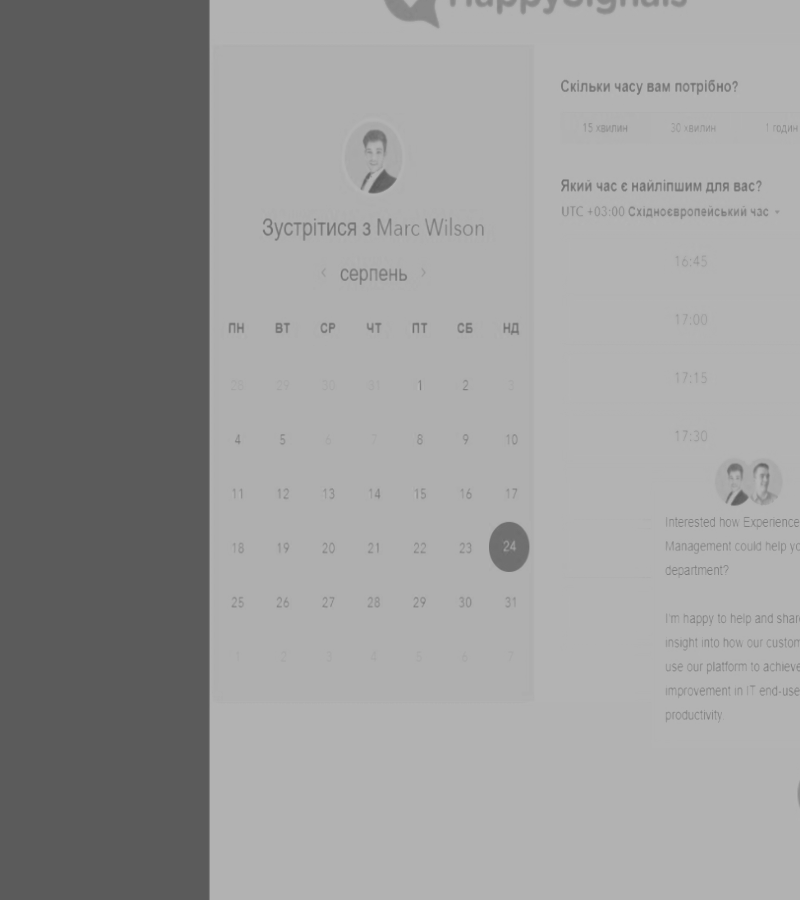 HappySignals
Зустрітися з Marc Wilson
‹ серпень ›
ПН ВТ СР ЧТ ПТ СБ НД
28 29 30 31 1 2 3
4 5 6 7 8 9 10
11 12 13 14 15 16 17
18 19 20 21 22 23 24
25 26 27 28 29 30 31
1 2 3 4 5 6 7
Скільки часу вам потрібно?
15 хвилин 30 хвилин 1 годин
Який час є найліпшим для вас?
UTC +03:00 Східноєвропейський час
16:45
17:00
17:15
17:30
Interested how Experience
Management could help yo
department?
I'm happy to help and shar
insight into how our custom
use our platform to achieve
improvement in IT end-use
productivity